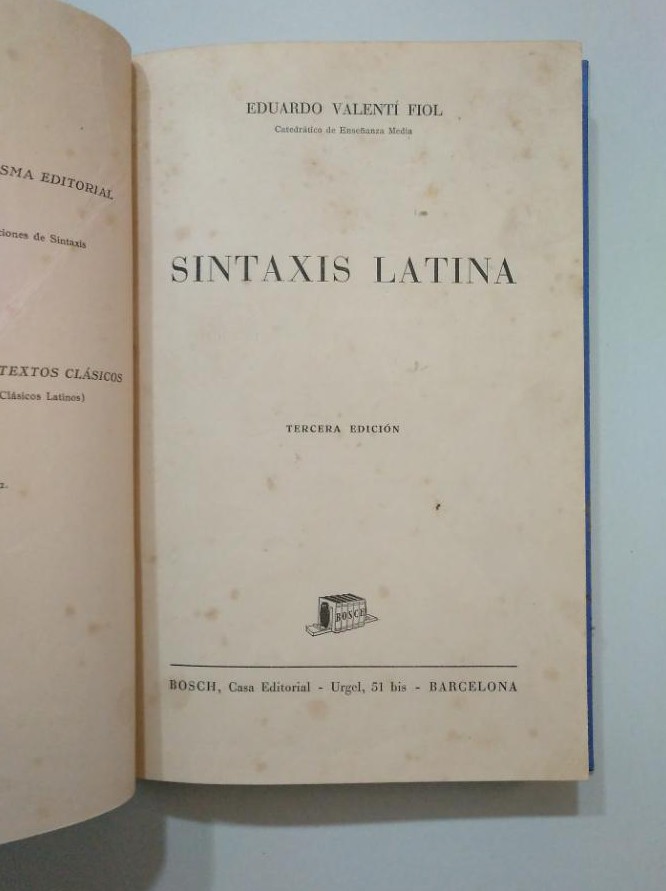 SMA EDITORIAL
ciones de Sintaxis
TEXTOS CLÁSICOS
Clásicos Latinos)
EDUARDO VALENTÍ FIOL
Catedrático de Enseñanza Media
SINTAXIS LATINA
TERCERA EDICIÓN
BOSCH
BOSCH, Casa Editorial - Urgel, 51 bis - BARCELONA